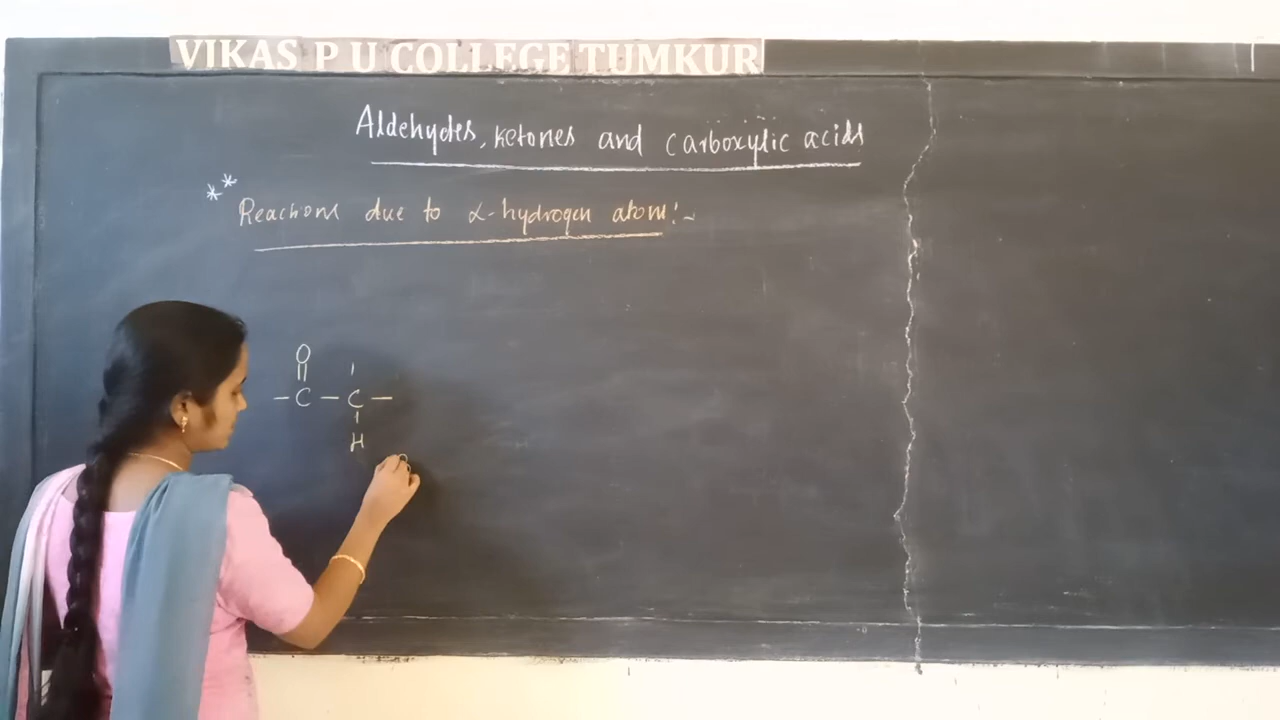 VIKAS P U COLLEGE TUMKUR
Aldehydes, ketones and carboxylic acids
** Reactions due to α-hydrogen atom:-
O
||
- C - C -
H